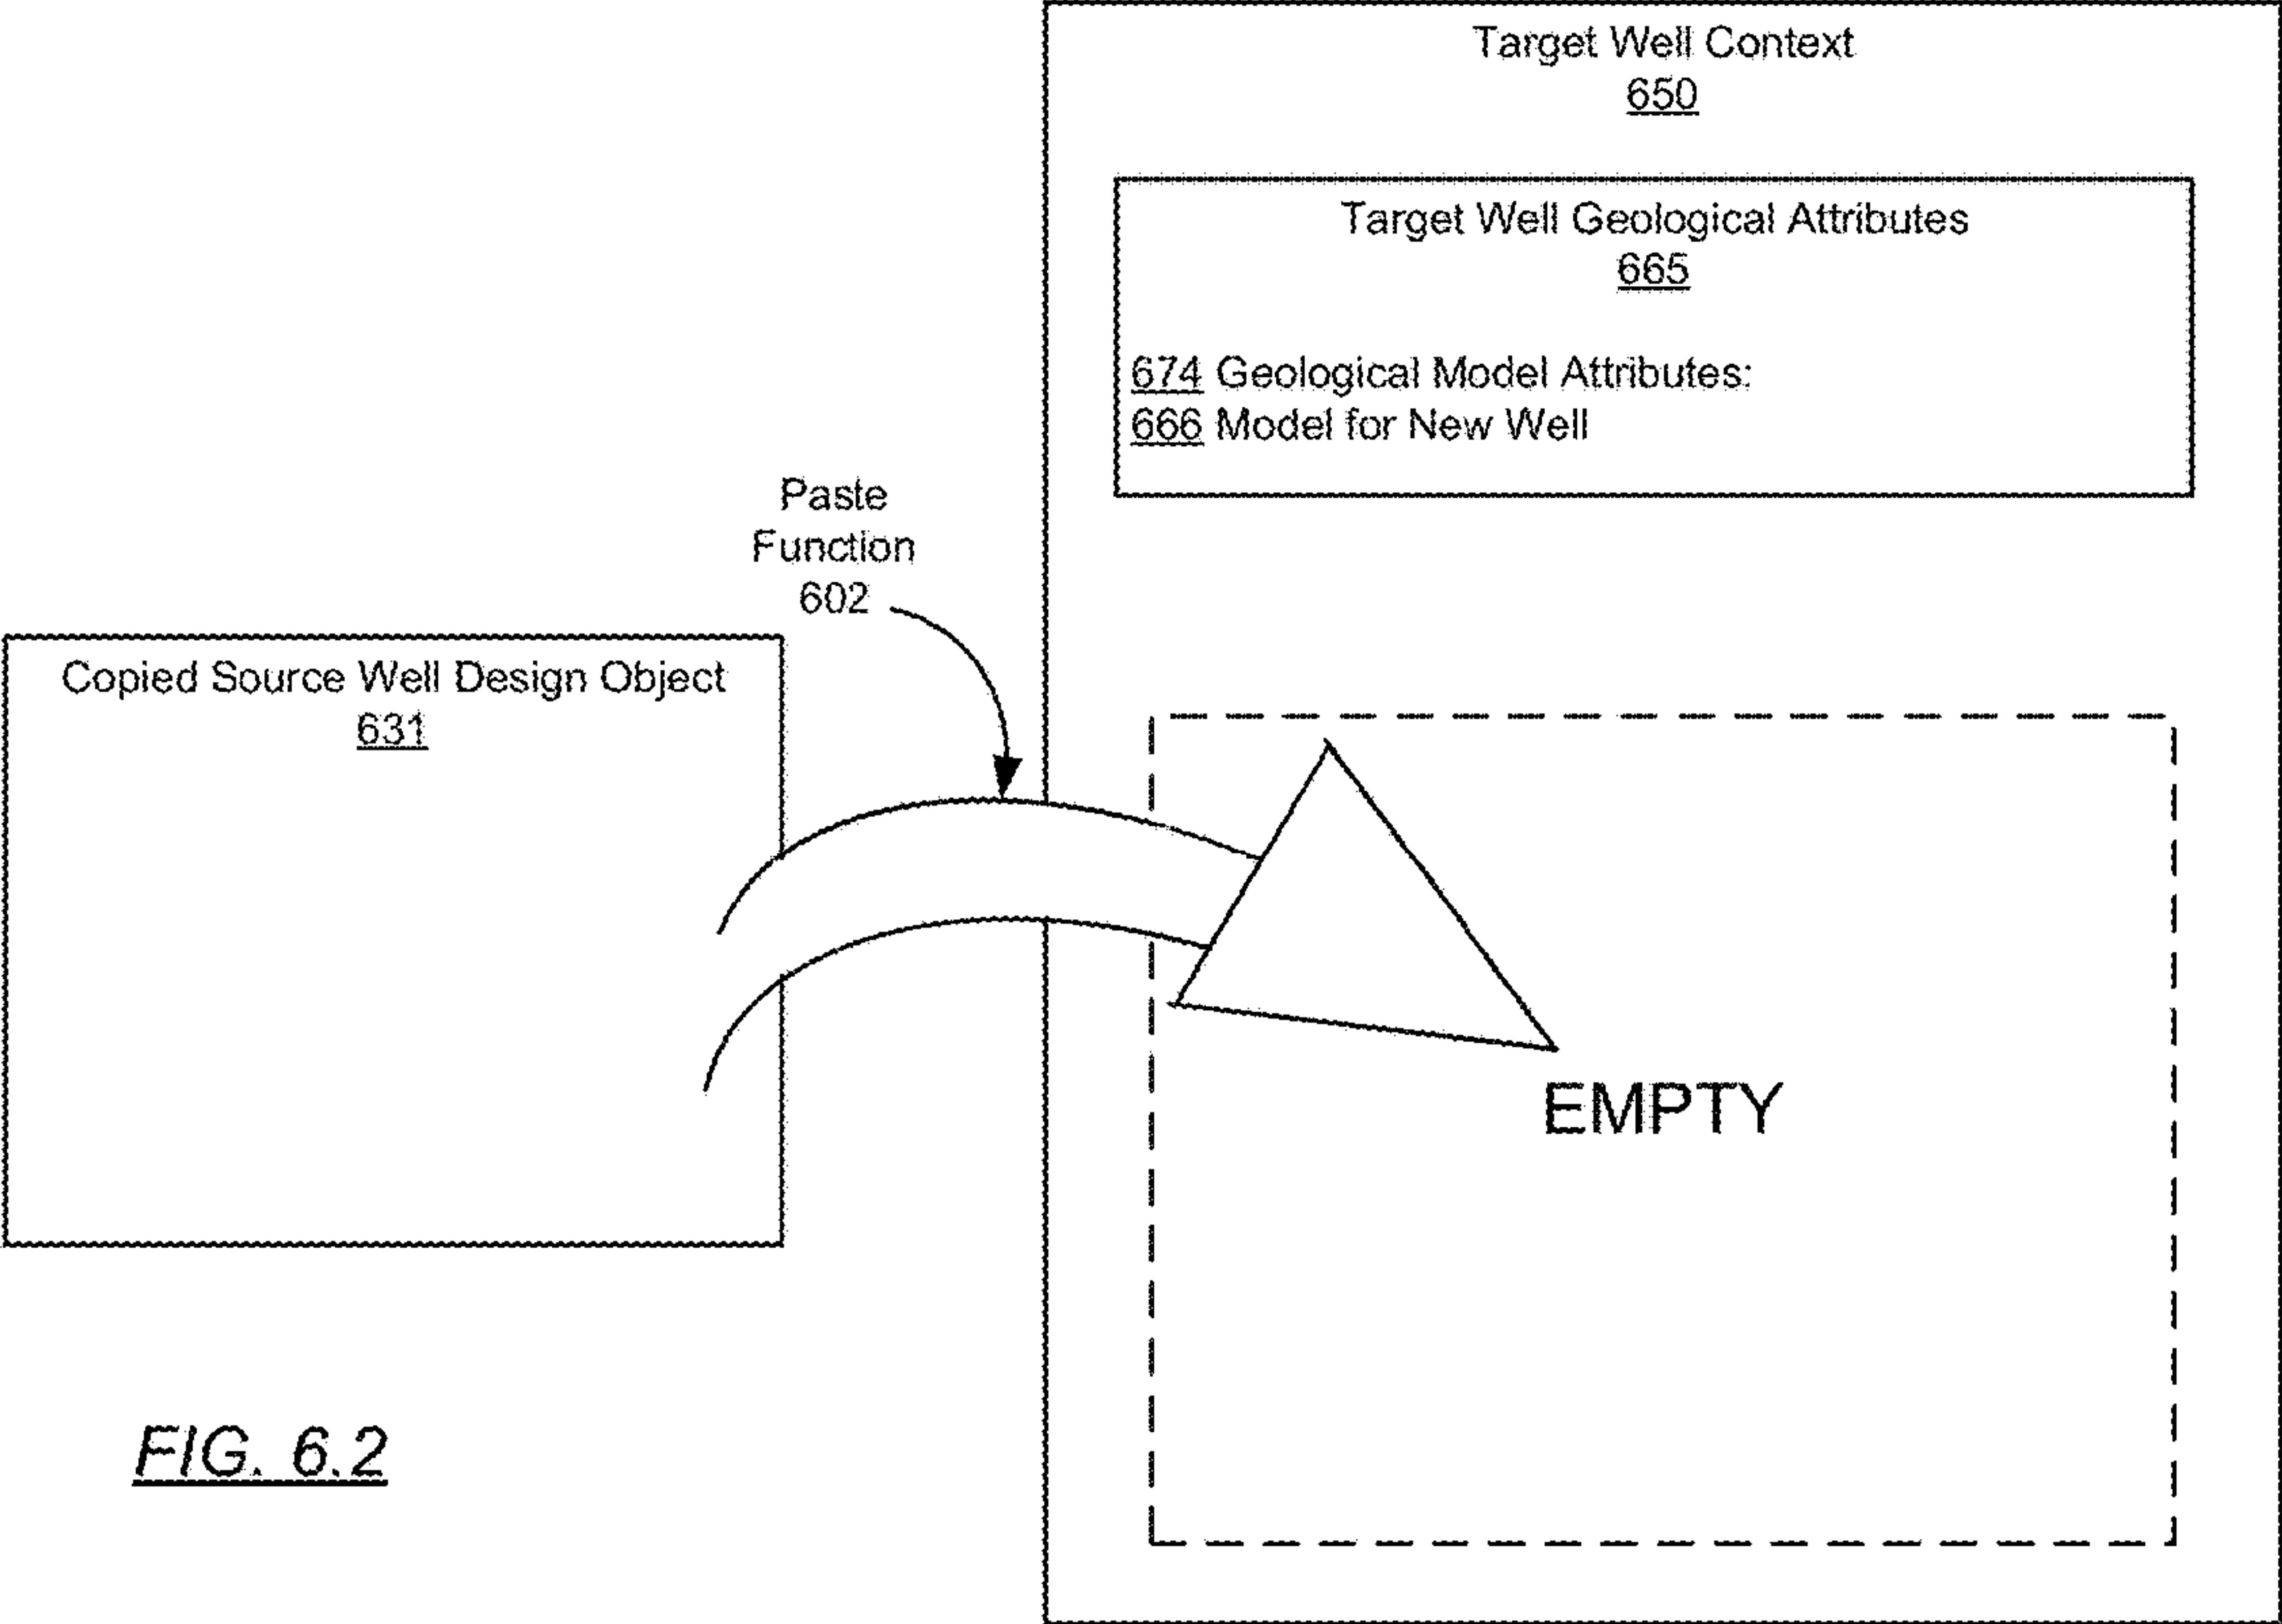 Target Well Context
650
Target Well Geological Attributes
665
674 Geological Model Attributes:
666 Model for New Well
Paste
Function
602
Copied Source Well Design Object
631
EMPTY
FIG. 6.2